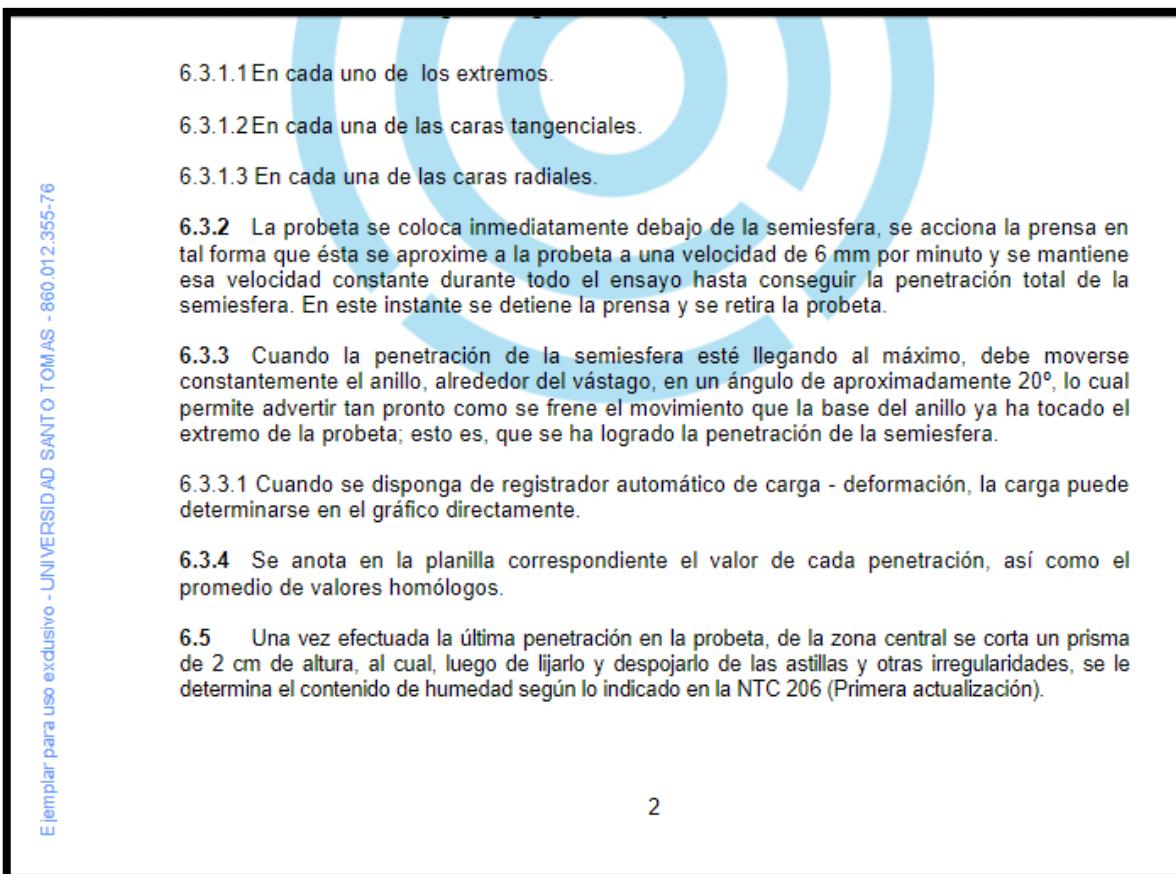 6.3.1.1 En cada uno de los extremos.
6.3.1.2 En cada una de las caras tangenciales.
6.3.1.3 En cada una de las caras radiales.
6.3.2 La probeta se coloca inmediatamente debajo de la semiesfera, se acciona la prensa en
tal forma que ésta se aproxime a la probeta a una velocidad de 6 mm por minuto y se mantiene
esa velocidad constante durante todo el ensayo hasta conseguir la penetración total de la
semiesfera. En este instante se detiene la prensa y se retira la probeta.
6.3.3 Cuando la penetración de la semiesfera esté llegando al máximo, debe moverse
constantemente el anillo, alrededor del vástago, en un ángulo de aproximadamente 20º, lo cual
permite advertir tan pronto como se frene el movimiento que la base del anillo ya ha tocado el
extremo de la probeta; esto es, que se ha logrado la penetración de la semiesfera.
6.3.3.1 Cuando se disponga de registrador automático de carga - deformación, la carga puede
determinarse en el gráfico directamente.
6.3.4 Se anota en la planilla correspondiente el valor de cada penetración, así como el
promedio de valores homólogos.
6.5 Una vez efectuada la última penetración en la probeta, de la zona central se corta un prisma
de 2 cm de altura, al cual, luego de lijarlo y despojarlo de las astillas y otras irregularidades, se le
determina el contenido de humedad según lo indicado en la NTC 206 (Primera actualización).
2
Ejemplar para uso exclusivo - UNIVERSIDAD SANTO TOMAS - 860.012.355-76